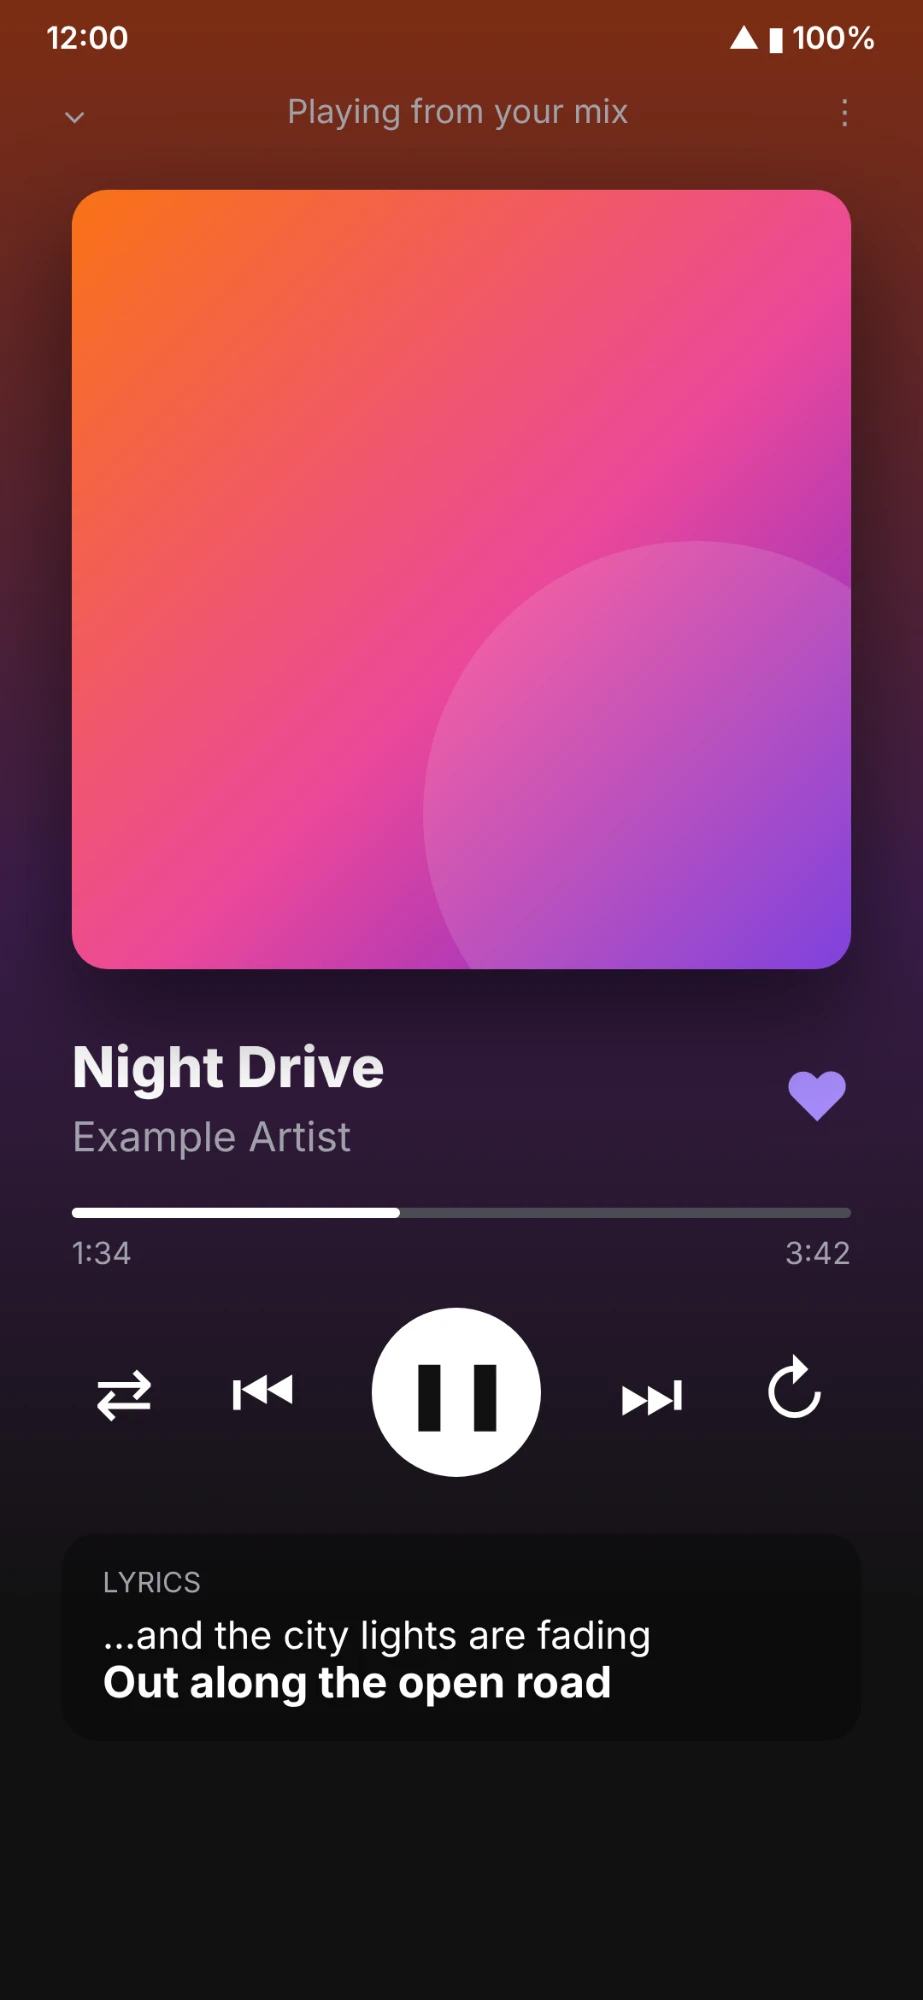 12:00
100%
Playing from your mix
Night Drive
Example Artist
1:34
3:42
LYRICS
...and the city lights are fading
Out along the open road